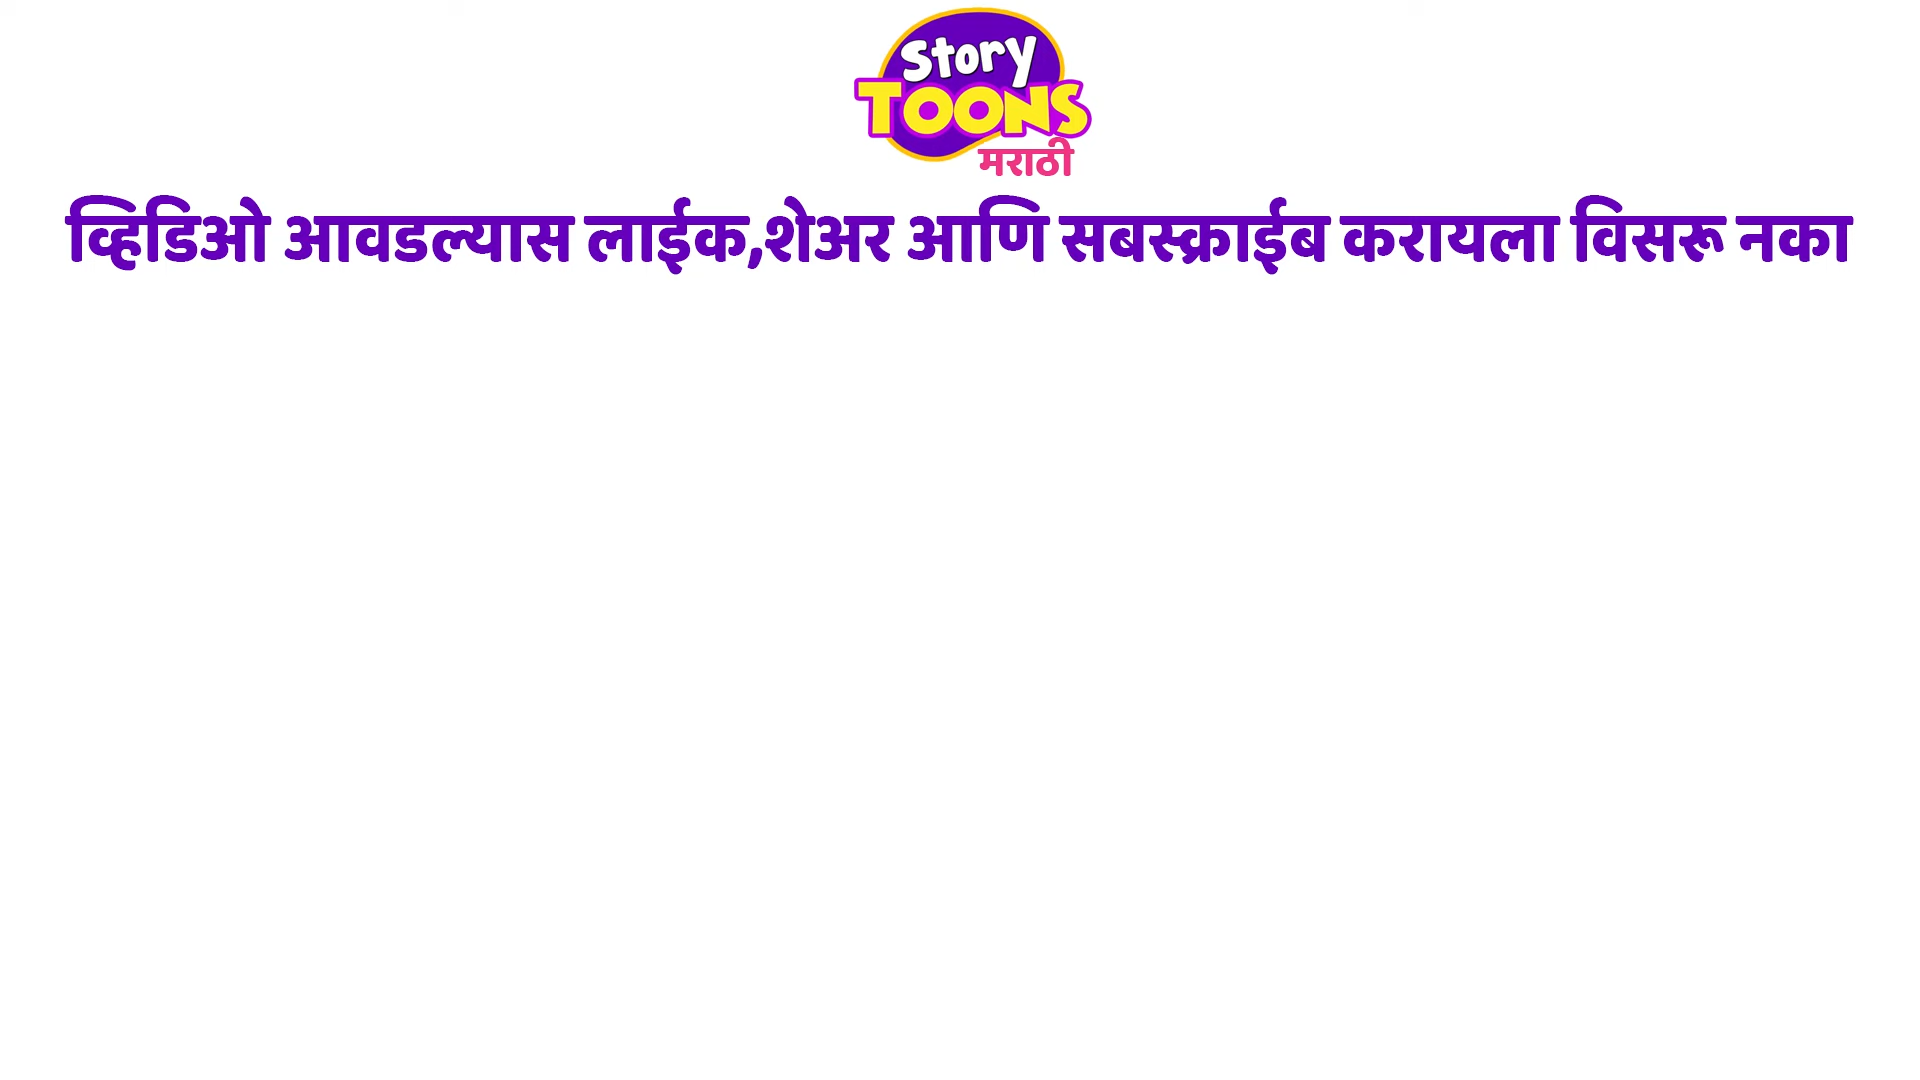 Story
TOONS
मराठी
व्हिडिओ आवडल्यास लाईक,शेअर आणि सबस्क्राईब करायला विसरू नका